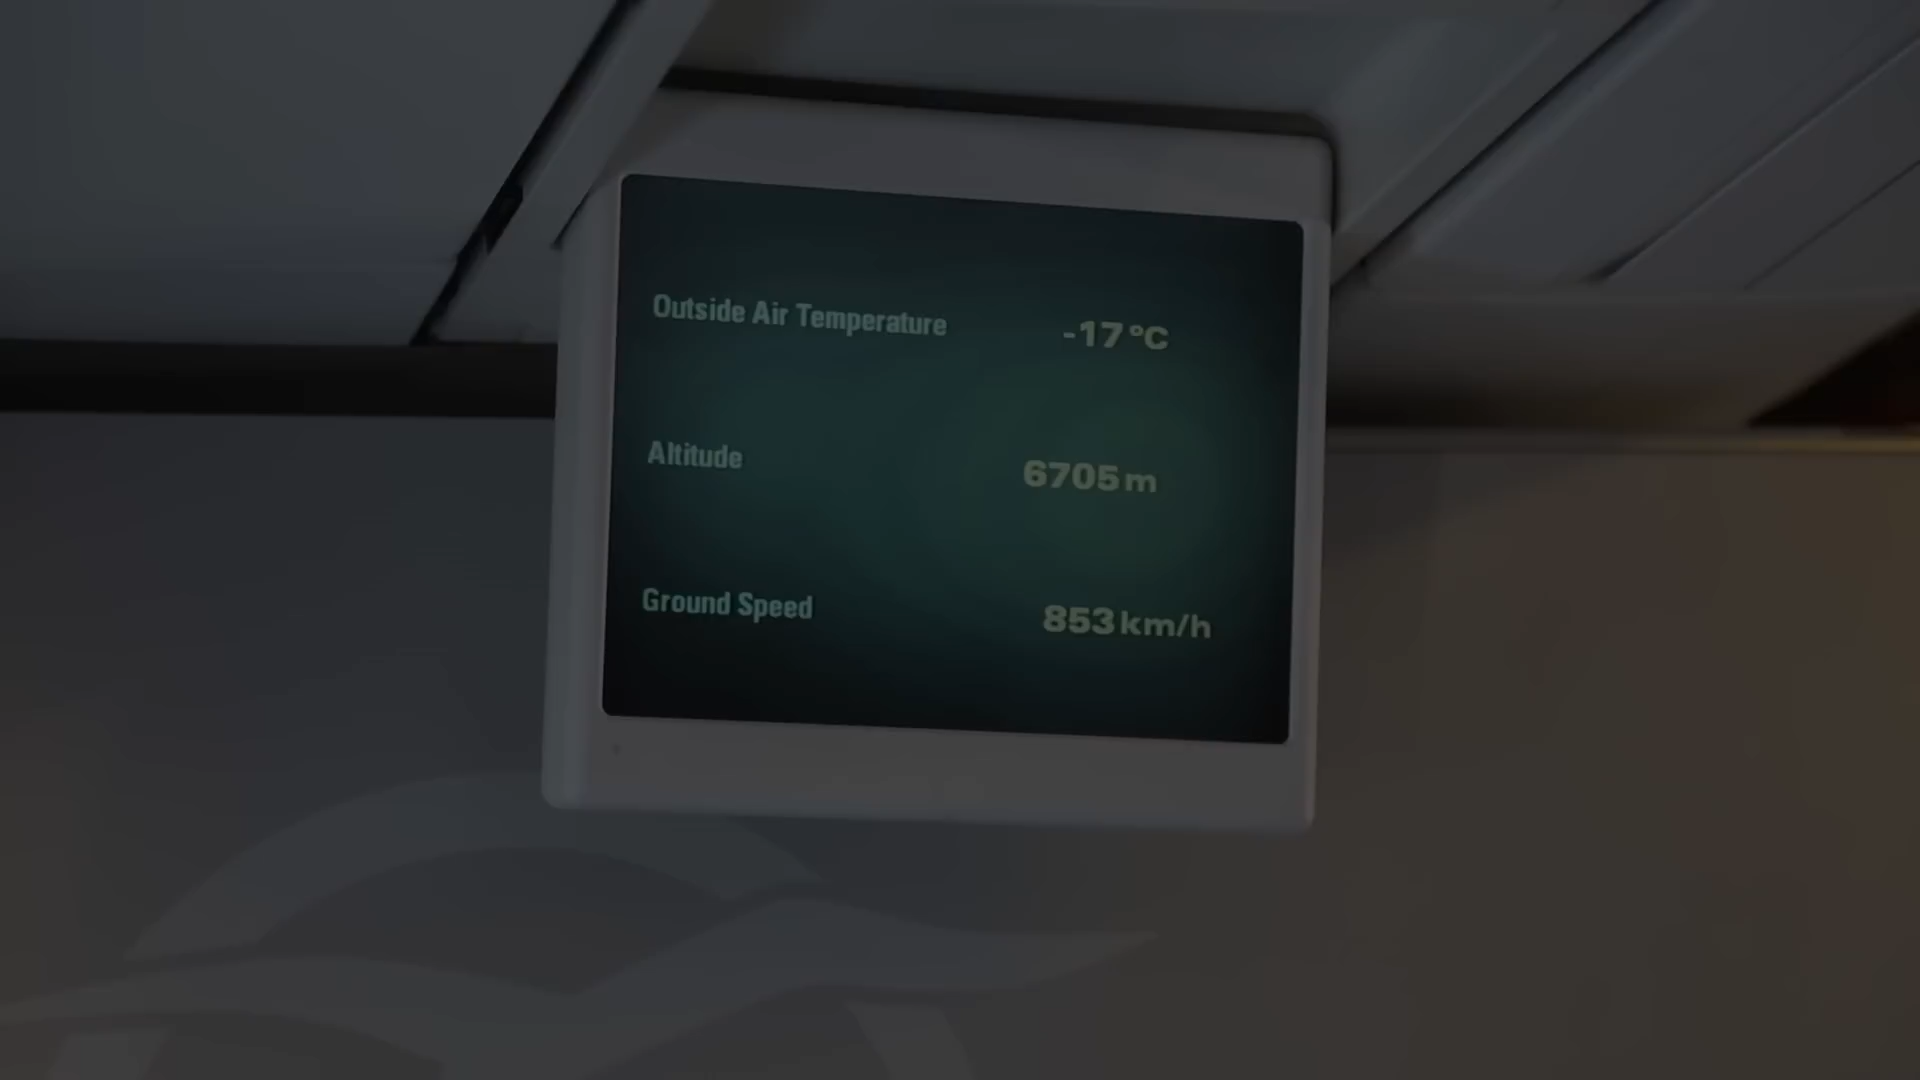 Outside Air Temperature -17°C
Altitude 6705 m
Ground Speed 853 km/h